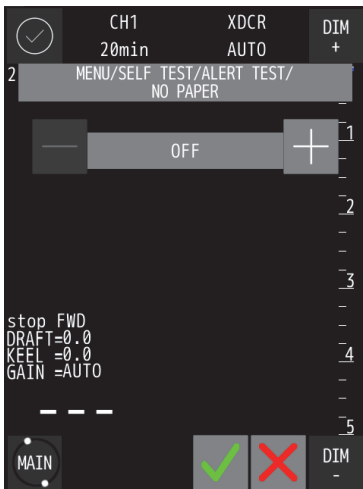 CH1 XDCR DIM
20min AUTO +
2 MENU/SELF TEST/ALERT TEST/
NO PAPER
1
— OFF +
2
3
stop FWD
DRAFT=0.0
KEEL =0.0
GAIN =AUTO
4
— — —
5
MAIN DIM
-